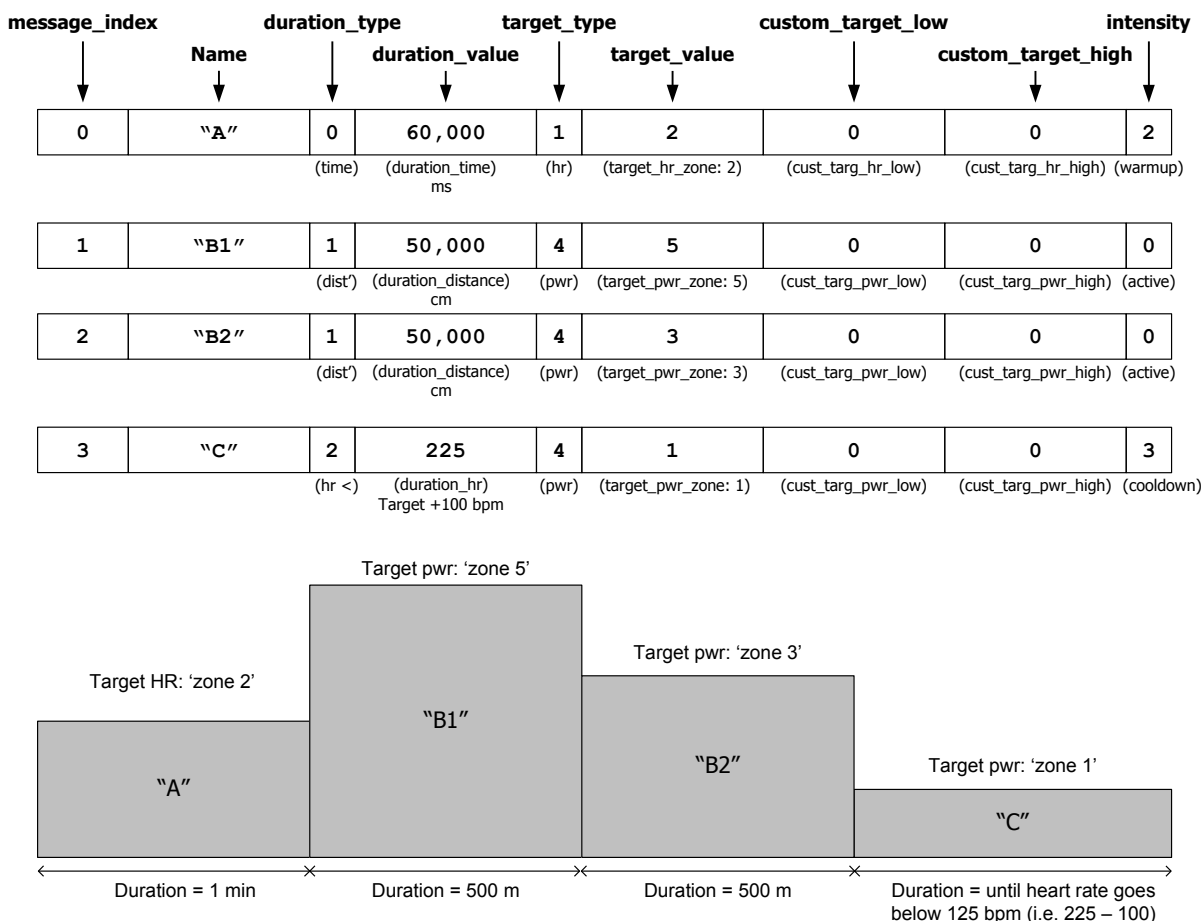 message_index duration_type target_type custom_target_low intensity
Name duration_value target_value custom_target_high
0 “A” 0 60,000 1 2 0 0 2
(time) (duration_time) (hr) (target_hr_zone: 2) (cust_targ_hr_low) (cust_targ_hr_high) (warmup)
ms
1 “B1” 1 50,000 4 5 0 0 0
(dist’) (duration_distance) (pwr) (target_pwr_zone: 5) (cust_targ_pwr_low) (cust_targ_pwr_high) (active)
cm
2 “B2” 1 50,000 4 3 0 0 0
(dist’) (duration_distance) (pwr) (target_pwr_zone: 3) (cust_targ_pwr_low) (cust_targ_pwr_high) (active)
cm
3 “C” 2 225 4 1 0 0 3
(hr <) (duration_hr) (pwr) (target_pwr_zone: 1) (cust_targ_pwr_low) (cust_targ_pwr_high) (cooldown)
Target +100 bpm
Target pwr: ‘zone 5’
Target pwr: ‘zone 3’
Target HR: ‘zone 2’
“B1”
“B2”
Target pwr: ‘zone 1’
“A”
“C”
Duration = 1 min Duration = 500 m Duration = 500 m Duration = until heart rate goes
below 125 bpm (i.e. 225 – 100)